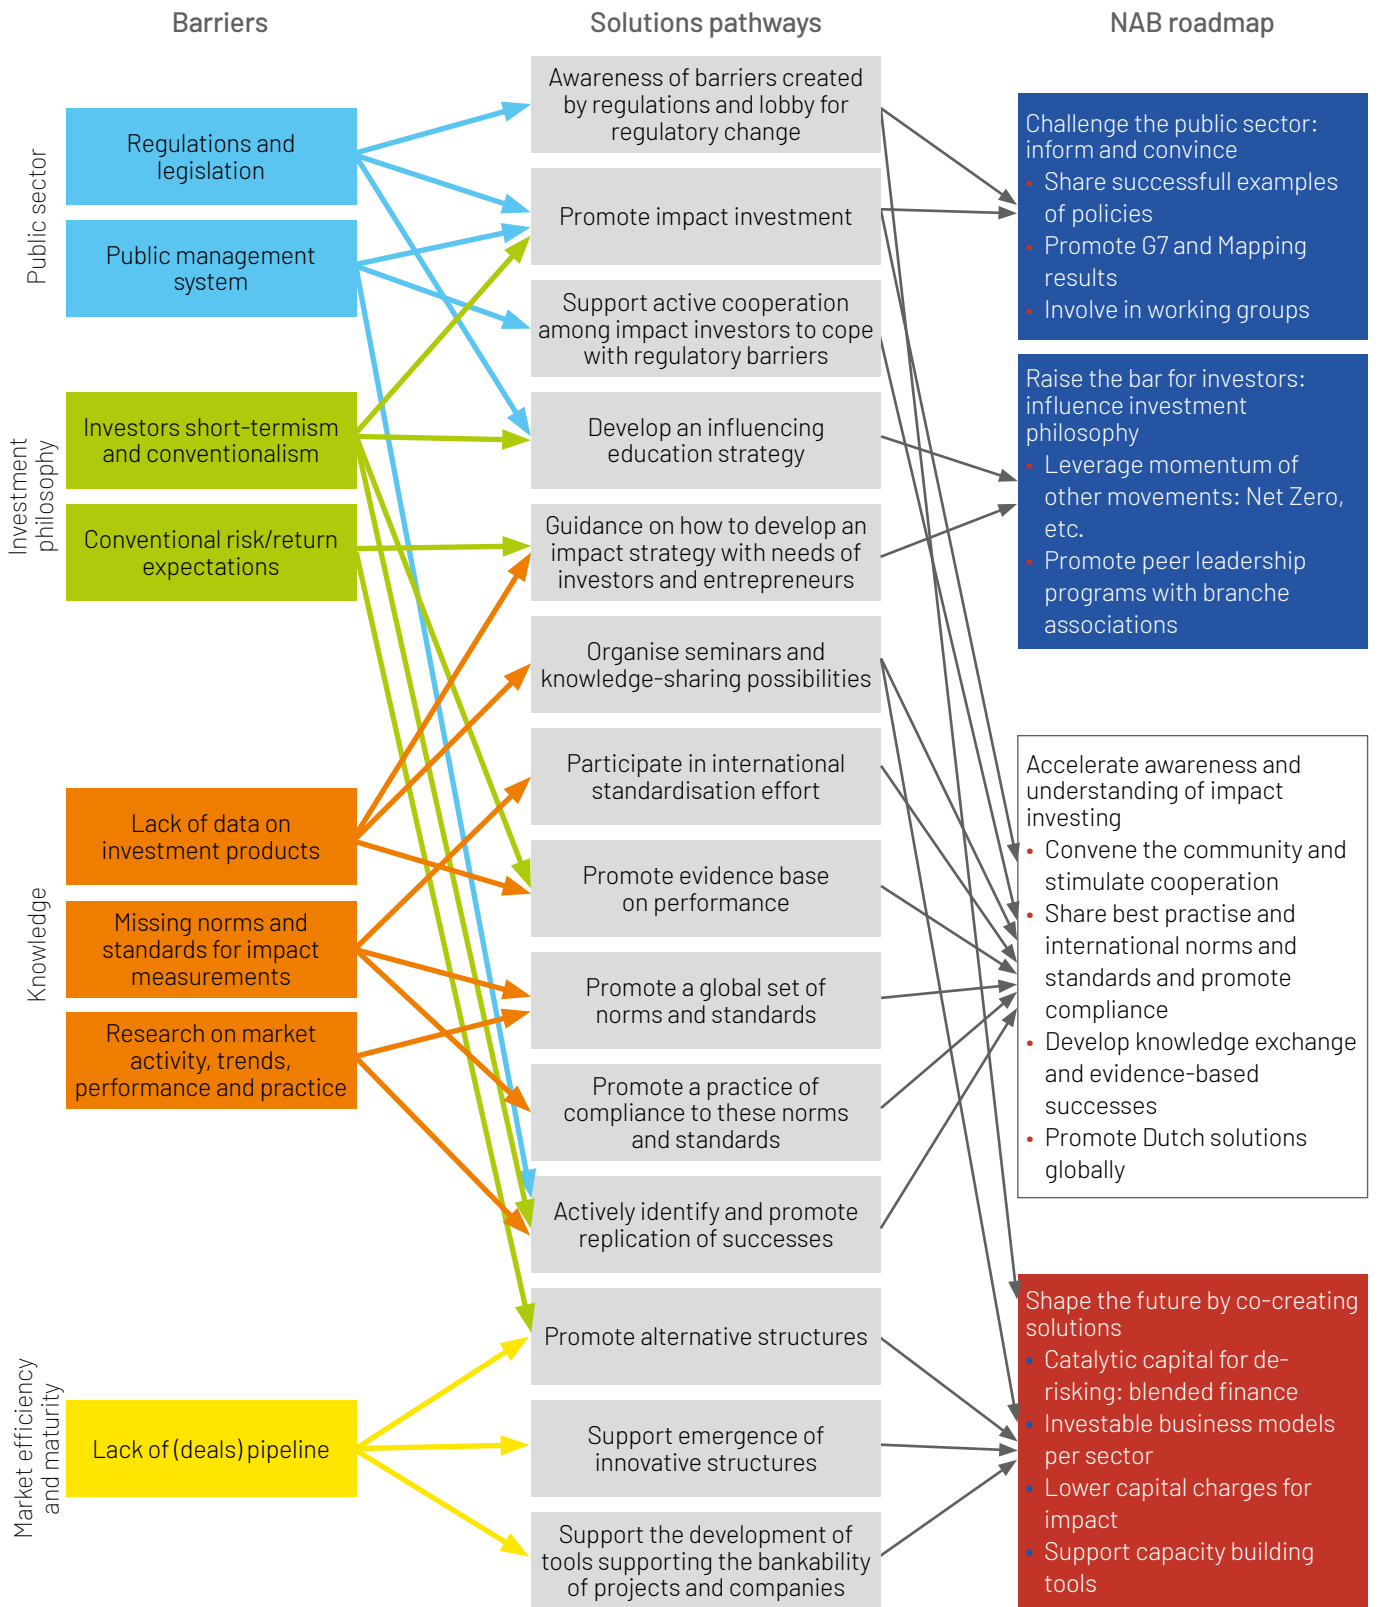 Barriers
Solutions pathways
NAB roadmap
Public sector
Regulations and
legislation
Public management
system
Investment
philosophy
Investors short-termism
and conventionalism
Conventional risk/return
expectations
Knowledge
Lack of data on
investment products
Missing norms and
standards for impact
measurements
Research on market
activity, trends,
performance and practice
Market efficiency
and maturity
Lack of (deals) pipeline
Awareness of barriers created
by regulations and lobby for
regulatory change
Promote impact investment
Support active cooperation
among impact investors to cope
with regulatory barriers
Develop an influencing
education strategy
Guidance on how to develop an
impact strategy with needs of
investors and entrepreneurs
Organise seminars and
knowledge-sharing possibilities
Participate in international
standardisation effort
Promote evidence base
on performance
Promote a global set of
norms and standards
Promote a practice of
compliance to these norms
and standards
Actively identify and promote
replication of successes
Promote alternative structures
Support emergence of
innovative structures
Support the development of
tools supporting the bankability
of projects and companies
Challenge the public sector:
inform and convince
• Share successfull examples
of policies
• Promote G7 and Mapping
results
• Involve in working groups
Raise the bar for investors:
influence investment
philosophy
• Leverage momentum of
other movements: Net Zero,
etc.
• Promote peer leadership
programs with branche
associations
Accelerate awareness and
understanding of impact
investing
• Convene the community and
stimulate cooperation
• Share best practise and
international norms and
standards and promote
compliance
• Develop knowledge exchange
and evidence-based
successes
• Promote Dutch solutions
globally
Shape the future by co-creating
solutions
• Catalytic capital for de-
risking: blended finance
• Investable business models
per sector
• Lower capital charges for
impact
• Support capacity building
tools